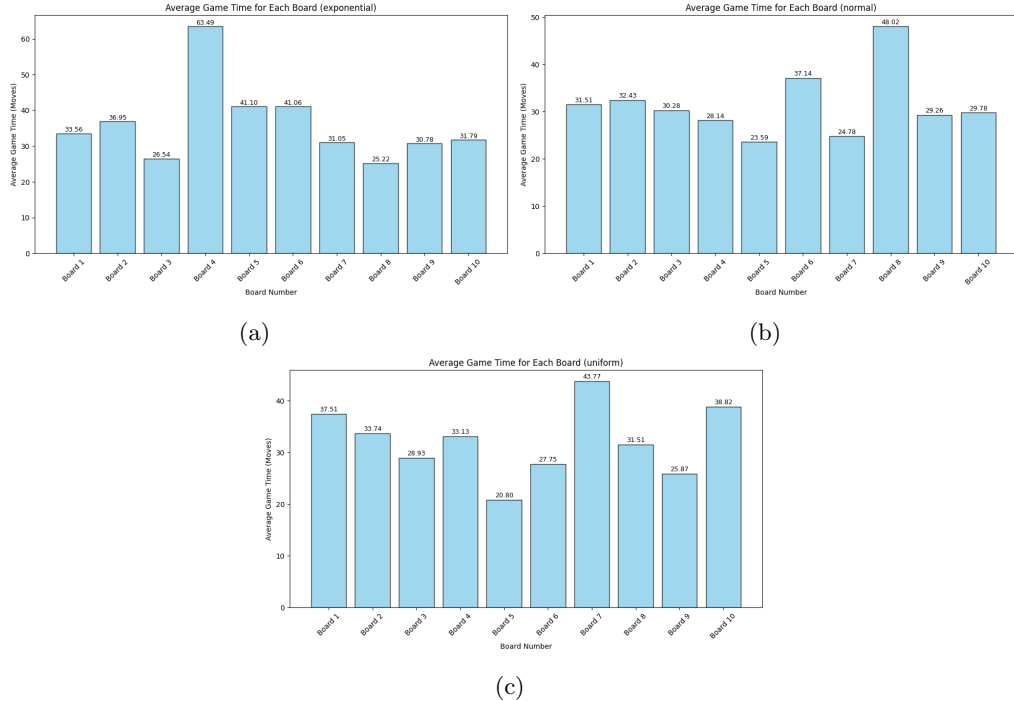 Average Game Time for Each Board (exponential)
Average Game Time (Moves)
60
50
40
30
20
10
0
33.56
36.95
26.54
63.49
41.10
41.06
31.05
25.22
30.78
31.79
Board 1
Board 2
Board 3
Board 4
Board 5
Board 6
Board 7
Board 8
Board 9
Board 10
Board Number
(a)
Average Game Time for Each Board (normal)
Average Game Time (Moves)
50
40
30
20
10
0
31.51
32.43
30.28
28.14
23.59
37.14
24.78
48.02
29.26
29.78
Board 1
Board 2
Board 3
Board 4
Board 5
Board 6
Board 7
Board 8
Board 9
Board 10
Board Number
(b)
Average Game Time for Each Board (uniform)
Average Game Time (Moves)
40
30
20
10
0
37.51
33.74
28.93
33.13
20.80
27.75
43.77
31.51
25.87
38.82
Board 1
Board 2
Board 3
Board 4
Board 5
Board 6
Board 7
Board 8
Board 9
Board 10
Board Number
(c)